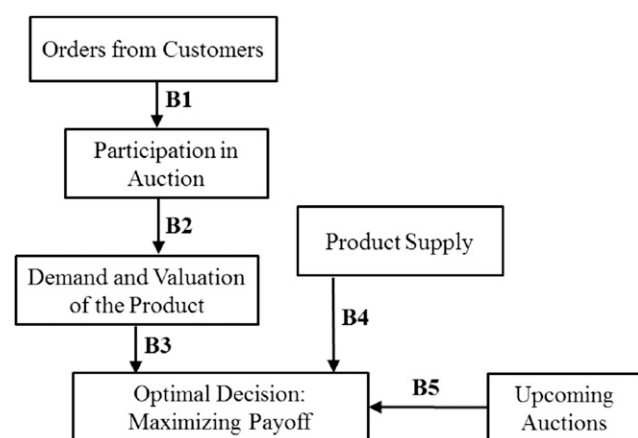 Orders from Customers
B1
Participation in
Auction
B2
Product Supply
Demand and Valuation
of the Product
B3
B4
Optimal Decision:
Maximizing Payoff
B5
Upcoming
Auctions